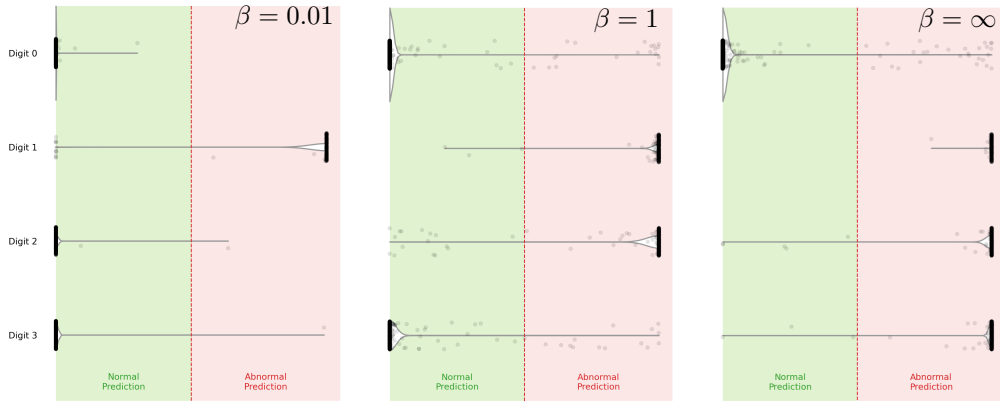 β = 0.01
β = 1
β = ∞
Digit 0
Digit 1
Digit 2
Digit 3
Normal
Prediction
Abnormal
Prediction
Normal
Prediction
Abnormal
Prediction
Normal
Prediction
Abnormal
Prediction